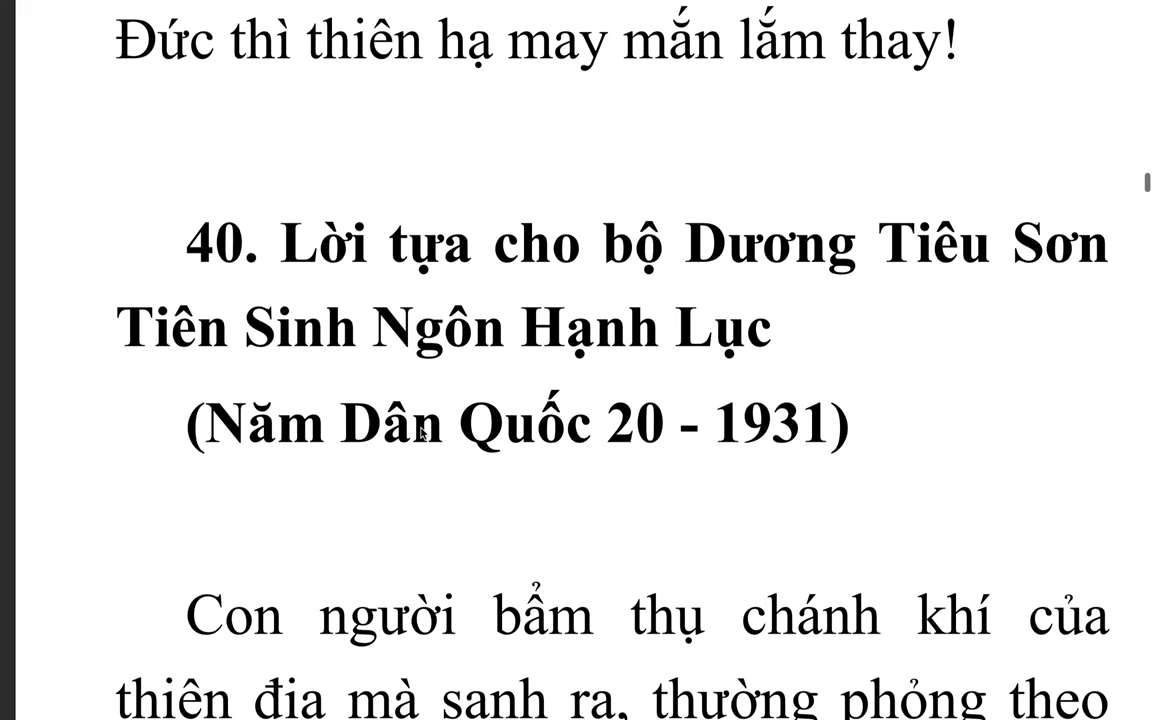 Đức thì thiên hạ may mắn lắm thay!
40. Lời tựa cho bộ Dương Tiêu Sơn
Tiên Sinh Ngôn Hạnh Lục
(Năm Dân Quốc 20 - 1931)
Con người bẩm thụ chánh khí của
thiên địa mà sanh ra, thường phỏng theo